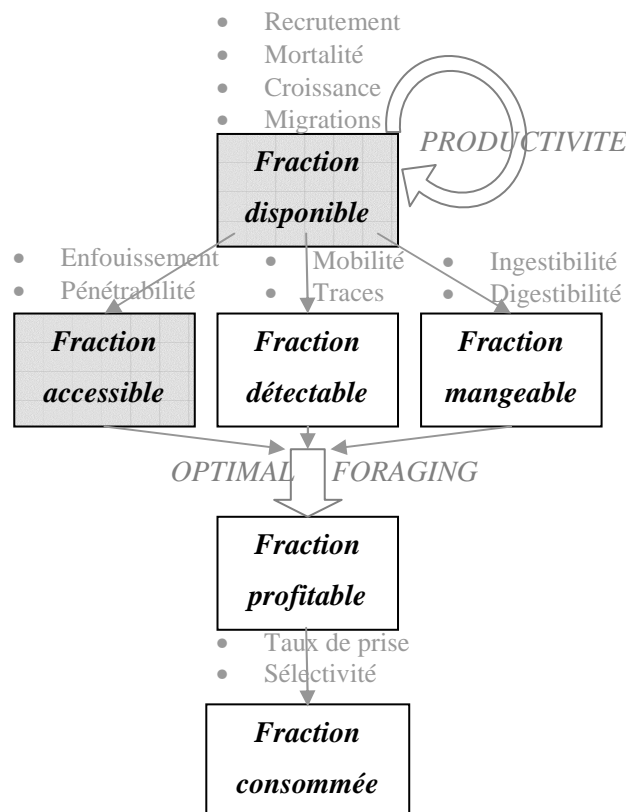 • Recrutement
• Mortalité
• Croissance
• Migrations
PRODUCTIVITE
Fraction
disponible
• Enfouissement
• Pénétrabilité
• Mobilité
• Traces
• Ingestibilité
• Digestibilité
Fraction
accessible
Fraction
détectable
Fraction
mangeable
OPTIMAL FORAGING
Fraction
profitable
• Taux de prise
• Sélectivité
Fraction
consommée